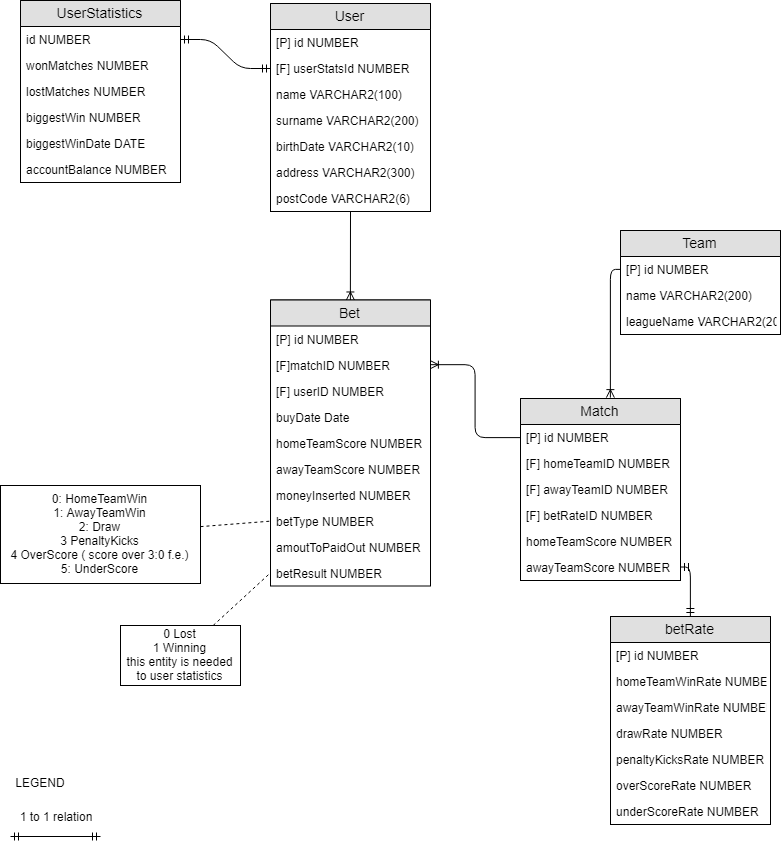 UserStatistics
id NUMBER
wonMatches NUMBER
lostMatches NUMBER
biggestWin NUMBER
biggestWinDate DATE
accountBalance NUMBER
User
[P] id NUMBER
[F] userStatsId NUMBER
name VARCHAR2(100)
surname VARCHAR2(200)
birthDate VARCHAR2(10)
address VARCHAR2(300)
postCode VARCHAR2(6)
Team
[P] id NUMBER
name VARCHAR2(200)
leagueName VARCHAR2(20
Bet
[P] id NUMBER
[F]matchID NUMBER
[F] userID NUMBER
buyDate Date
homeTeamScore NUMBER
awayTeamScore NUMBER
moneyInserted NUMBER
betType NUMBER
amoutToPaidOut NUMBER
betResult NUMBER
Match
[P] id NUMBER
[F] homeTeamID NUMBER
[F] awayTeamID NUMBER
[F] betRateID NUMBER
homeTeamScore NUMBER
awayTeamScore NUMBER
0: HomeTeamWin
1: AwayTeamWin
2: Draw
3 PenaltyKicks
4 OverScore ( score over 3:0 f.e.)
5: UnderScore
0 Lost
1 Winning
this entity is needed
to user statistics
betRate
[P] id NUMBER
homeTeamWinRate NUMBE
awayTeamWinRate NUMBE
drawRate NUMBER
penaltyKicksRate NUMBER
overScoreRate NUMBER
underScoreRate NUMBER
LEGEND
1 to 1 relation